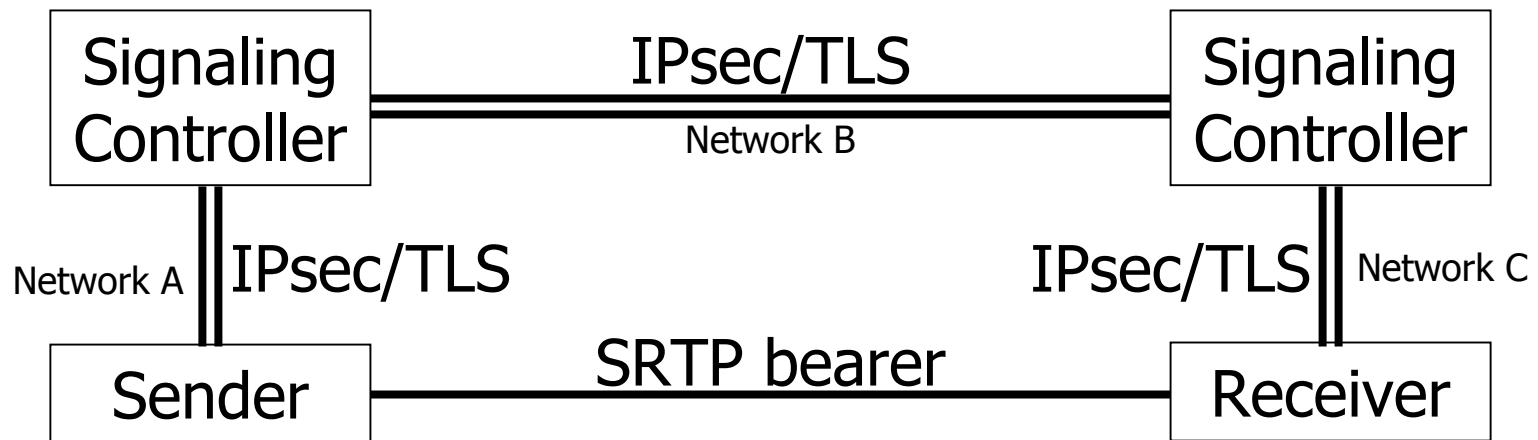 Signaling
Controller
IPsec/TLS
Network B
Signaling
Controller
Network A
IPsec/TLS
IPsec/TLS
Network C
Sender
SRTP bearer
Receiver